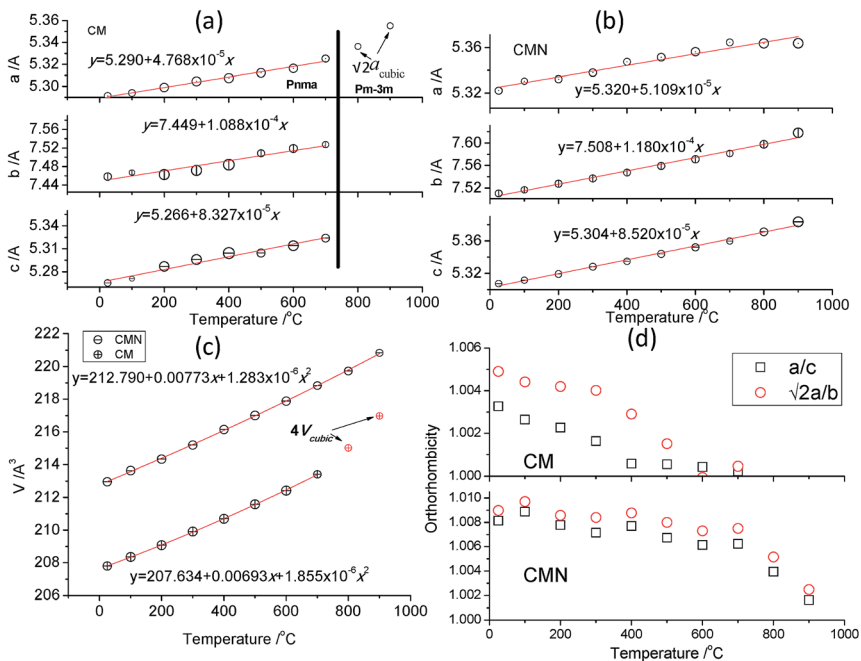 (a)
CM
y=5.290+4.768x10⁻⁵x
√2a_cubic
Pnma
Pm-3m
a /A
5.36
5.33
5.30
y=7.449+1.088x10⁻⁴x
b /A
7.56
7.52
7.48
7.44
y=5.266+8.327x10⁻⁵x
c /A
5.34
5.31
5.28
0 200 400 600 800 1000
Temperature /°C
(b)
CMN
y=5.320+5.109x10⁻⁵x
a /A
5.36
5.32
y=7.508+1.180x10⁻⁴x
b /A
7.60
7.56
7.52
y=5.304+8.520x10⁻⁵x
c /A
5.36
5.32
0 200 400 600 800 1000
Temperature /°C
(c)
CMN
CM
y=212.790+0.00773x+1.283x10⁻⁶x²
4V_cubic
y=207.634+0.00693x+1.855x10⁻⁶x²
V /A³
222
220
218
216
214
212
210
208
206
0 200 400 600 800 1000
Temperature /°C
(d)
a/c
√2a/b
CM
CMN
Orthorhombicity
1.006
1.004
1.002
1.000
1.010
1.008
1.006
1.004
1.002
1.000
0 200 400 600 800 1000
Temperature /°C